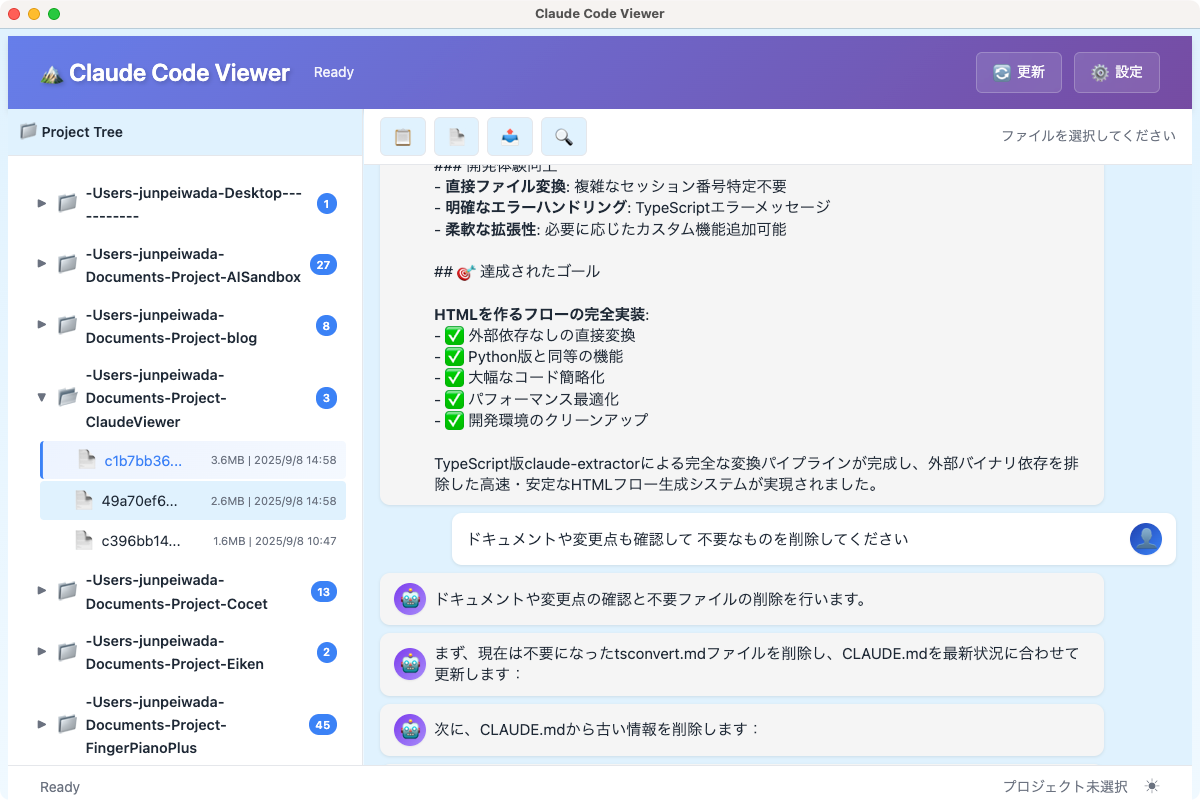 Claude Code Viewer
Claude Code Viewer
Ready
更新
設定
Project Tree
ファイルを選択してください
-Users-junpeiwada-Desktop---
-----------
1
-Users-junpeiwada-
Documents-Project-AISandbox
27
-Users-junpeiwada-
Documents-Project-blog
8
-Users-junpeiwada-
Documents-Project-
ClaudeViewer
3
c1b7bb36...
3.6MB | 2025/9/8 14:58
49a70ef6...
2.6MB | 2025/9/8 14:58
c396bb14...
1.6MB | 2025/9/8 10:47
-Users-junpeiwada-
Documents-Project-Cocet
13
-Users-junpeiwada-
Documents-Project-Eiken
2
-Users-junpeiwada-
Documents-Project-
FingerPianoPlus
45
### 開発体験向上
- 直接ファイル変換: 複雑なセッション番号特定不要
- 明確なエラーハンドリング: TypeScriptエラーメッセージ
- 柔軟な拡張性: 必要に応じたカスタム機能追加可能
## 🎯 達成されたゴール
HTMLを作るフローの完全実装:
- ✅ 外部依存なしの直接変換
- ✅ Python版と同等の機能
- ✅ 大幅なコード簡略化
- ✅ パフォーマンス最適化
- ✅ 開発環境のクリーンアップ
TypeScript版claude-extractorによる完全な変換パイプラインが完成し、外部バイナリ依存を排
除した高速・安定なHTMLフロー生成システムが実現されました。
ドキュメントや変更点も確認して 不要なものを削除してください
ドキュメントや変更点の確認と不要ファイルの削除を行います。
まず、現在は不要になったtsconvert.mdファイルを削除し、CLAUDE.mdを最新状況に合わせて
更新します：
次に、CLAUDE.mdから古い情報を削除します：
Ready
プロジェクト未選択